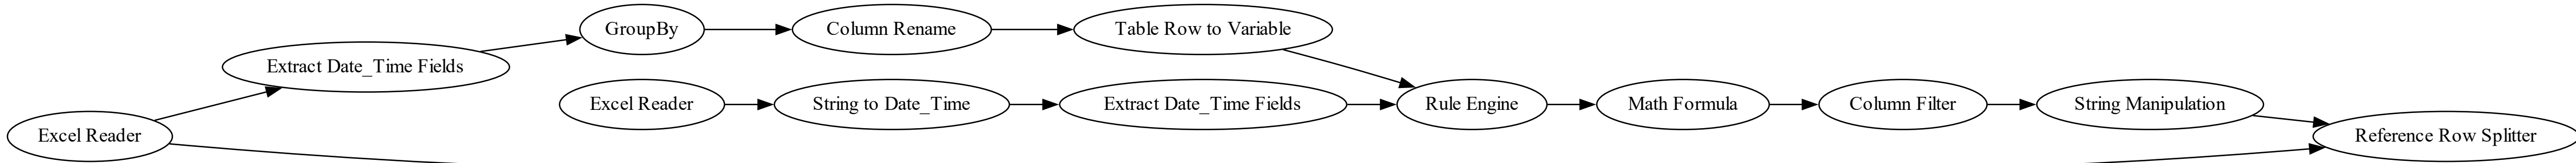 GroupBy
Column Rename
Table Row to Variable
Extract Date_Time Fields
Excel Reader
String to Date_Time
Extract Date_Time Fields
Rule Engine
Math Formula
Column Filter
String Manipulation
Excel Reader
Reference Row Splitter